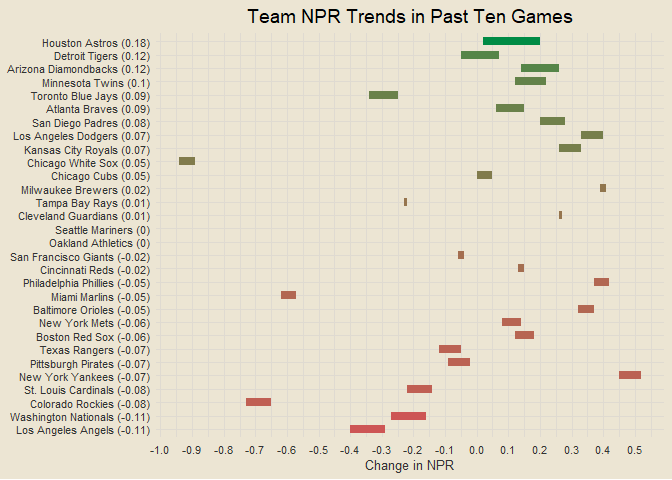 Team NPR Trends in Past Ten Games
Houston Astros (0.18)
Detroit Tigers (0.12)
Arizona Diamondbacks (0.12)
Minnesota Twins (0.1)
Toronto Blue Jays (0.09)
Atlanta Braves (0.09)
San Diego Padres (0.08)
Los Angeles Dodgers (0.07)
Kansas City Royals (0.07)
Chicago White Sox (0.05)
Chicago Cubs (0.05)
Milwaukee Brewers (0.02)
Tampa Bay Rays (0.01)
Cleveland Guardians (0.01)
Seattle Mariners (0)
Oakland Athletics (0)
San Francisco Giants (-0.02)
Cincinnati Reds (-0.02)
Philadelphia Phillies (-0.05)
Miami Marlins (-0.05)
Baltimore Orioles (-0.05)
New York Mets (-0.06)
Boston Red Sox (-0.06)
Texas Rangers (-0.07)
Pittsburgh Pirates (-0.07)
New York Yankees (-0.07)
St. Louis Cardinals (-0.08)
Colorado Rockies (-0.08)
Washington Nationals (-0.11)
Los Angeles Angels (-0.11)
-1.0 -0.9 -0.8 -0.7 -0.6 -0.5 -0.4 -0.3 -0.2 -0.1 0.0 0.1 0.2 0.3 0.4 0.5
Change in NPR